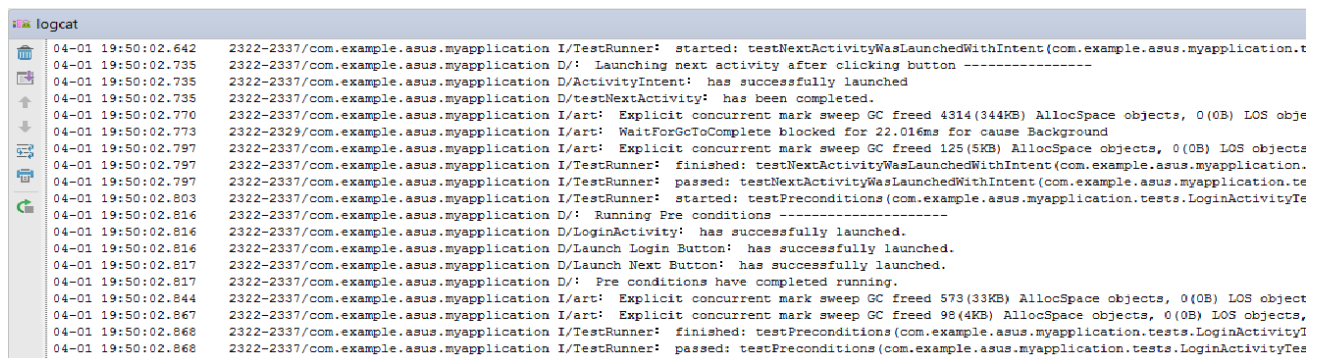 logcat
04-01 19:50:02.642 2322-2337/com.example.asus.myapplication I/TestRunner: started: testNextActivityWasLaunchedWithIntent(com.example.asus.myapplication.t
04-01 19:50:02.735 2322-2337/com.example.asus.myapplication D/: Launching next activity after clicking button ----------------
04-01 19:50:02.735 2322-2337/com.example.asus.myapplication D/ActivityIntent: has successfully launched
04-01 19:50:02.735 2322-2337/com.example.asus.myapplication D/testNextActivity: has been completed.
04-01 19:50:02.770 2322-2337/com.example.asus.myapplication I/art: Explicit concurrent mark sweep GC freed 4314(344KB) AllocSpace objects, 0(0B) LOS obje
04-01 19:50:02.773 2322-2329/com.example.asus.myapplication I/art: WaitForGcToComplete blocked for 22.016ms for cause Background
04-01 19:50:02.797 2322-2337/com.example.asus.myapplication I/art: Explicit concurrent mark sweep GC freed 125(5KB) AllocSpace objects, 0(0B) LOS objects
04-01 19:50:02.797 2322-2337/com.example.asus.myapplication I/TestRunner: finished: testNextActivityWasLaunchedWithIntent(com.example.asus.myapplication.
04-01 19:50:02.797 2322-2337/com.example.asus.myapplication I/TestRunner: passed: testNextActivityWasLaunchedWithIntent(com.example.asus.myapplication.te
04-01 19:50:02.803 2322-2337/com.example.asus.myapplication I/TestRunner: started: testPreconditions(com.example.asus.myapplication.tests.LoginActivityTe
04-01 19:50:02.816 2322-2337/com.example.asus.myapplication D/: Running Pre conditions ---------------------
04-01 19:50:02.816 2322-2337/com.example.asus.myapplication D/LoginActivity: has successfully launched.
04-01 19:50:02.816 2322-2337/com.example.asus.myapplication D/Launch Login Button: has successfully launched.
04-01 19:50:02.817 2322-2337/com.example.asus.myapplication D/Launch Next Button: has successfully launched.
04-01 19:50:02.817 2322-2337/com.example.asus.myapplication D/: Pre conditions have completed running.
04-01 19:50:02.844 2322-2337/com.example.asus.myapplication I/art: Explicit concurrent mark sweep GC freed 573(33KB) AllocSpace objects, 0(0B) LOS object
04-01 19:50:02.867 2322-2337/com.example.asus.myapplication I/art: Explicit concurrent mark sweep GC freed 98(4KB) AllocSpace objects, 0(0B) LOS objects,
04-01 19:50:02.868 2322-2337/com.example.asus.myapplication I/TestRunner: finished: testPreconditions(com.example.asus.myapplication.tests.LoginActivityT
04-01 19:50:02.868 2322-2337/com.example.asus.myapplication I/TestRunner: passed: testPreconditions(com.example.asus.myapplication.tests.LoginActivityTes